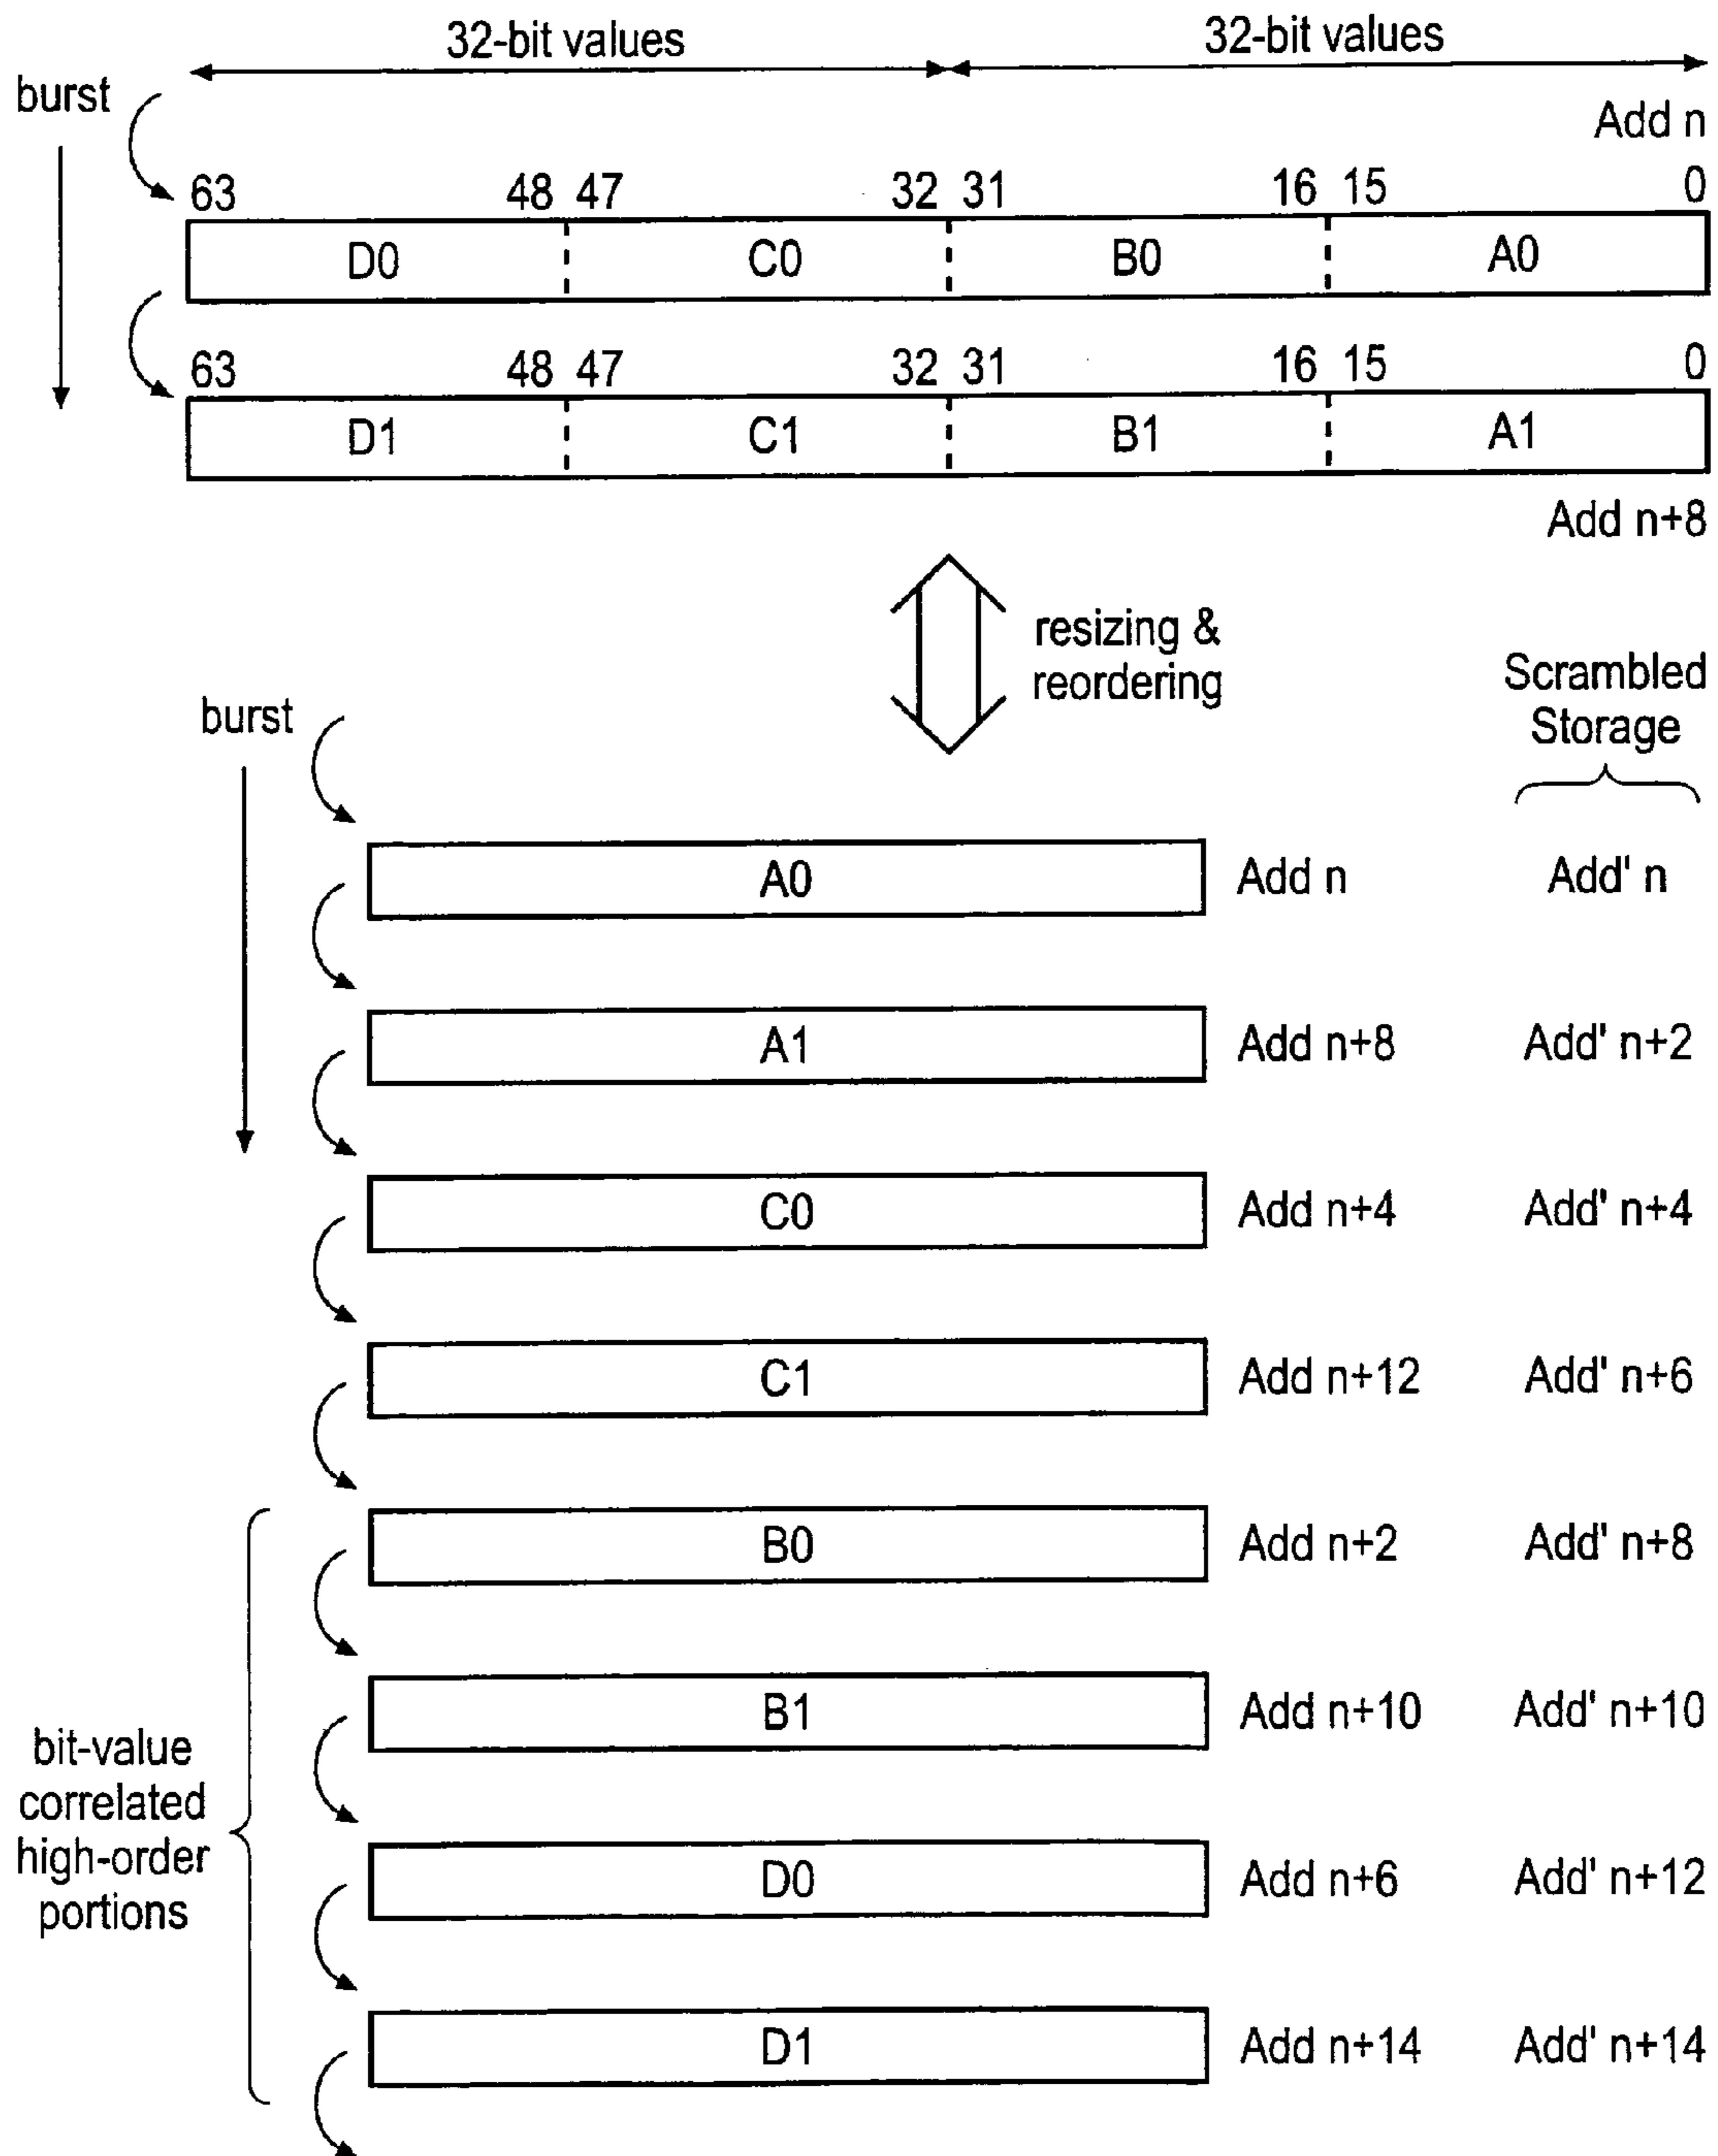 32-bit values 32-bit values
burst
Add n
63 48 47 32 31 16 15 0
D0 C0 B0 A0
63 48 47 32 31 16 15 0
D1 C1 B1 A1
Add n+8
resizing &
reordering
Scrambled
Storage
burst
A0 Add n Add' n
A1 Add n+8 Add' n+2
C0 Add n+4 Add' n+4
C1 Add n+12 Add' n+6
B0 Add n+2 Add' n+8
B1 Add n+10 Add' n+10
bit-value
correlated
high-order
portions
D0 Add n+6 Add' n+12
D1 Add n+14 Add' n+14